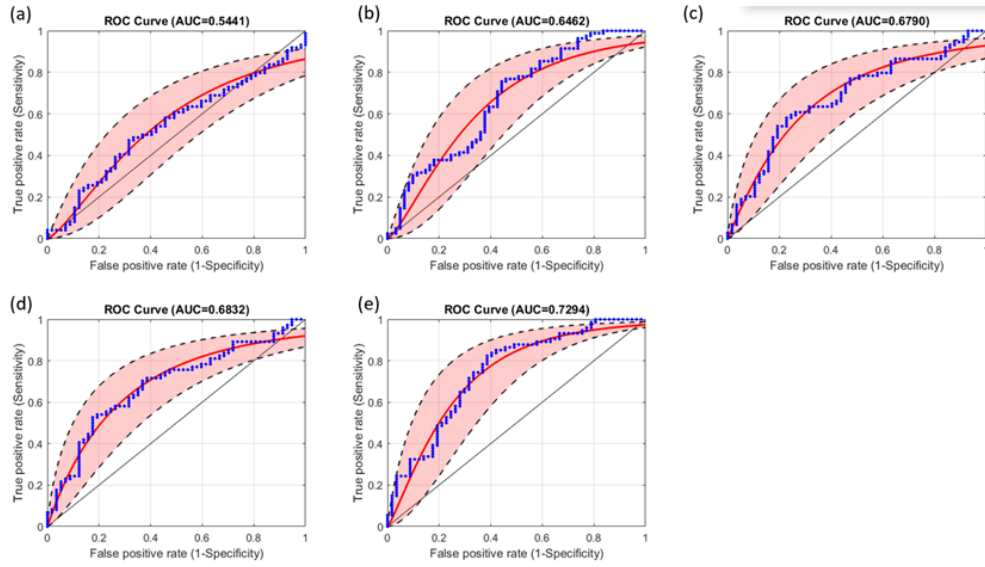 (a)
ROC Curve (AUC=0.5441)
1
0.8
0.6
0.4
0.2
0
True positive rate (Sensitivity)
0 0.2 0.4 0.6 0.8 1
False positive rate (1-Specificity)
(b)
ROC Curve (AUC=0.6462)
1
0.8
0.6
0.4
0.2
0
True positive rate (Sensitivity)
0 0.2 0.4 0.6 0.8 1
False positive rate (1-Specificity)
(c)
ROC Curve (AUC=0.6790)
1
0.8
0.6
0.4
0.2
0
True positive rate (Sensitivity)
0 0.2 0.4 0.6 0.8 1
False positive rate (1-Specificity)
(d)
ROC Curve (AUC=0.6832)
1
0.8
0.6
0.4
0.2
0
True positive rate (Sensitivity)
0 0.2 0.4 0.6 0.8 1
False positive rate (1-Specificity)
(e)
ROC Curve (AUC=0.7294)
1
0.8
0.6
0.4
0.2
0
True positive rate (Sensitivity)
0 0.2 0.4 0.6 0.8 1
False positive rate (1-Specificity)